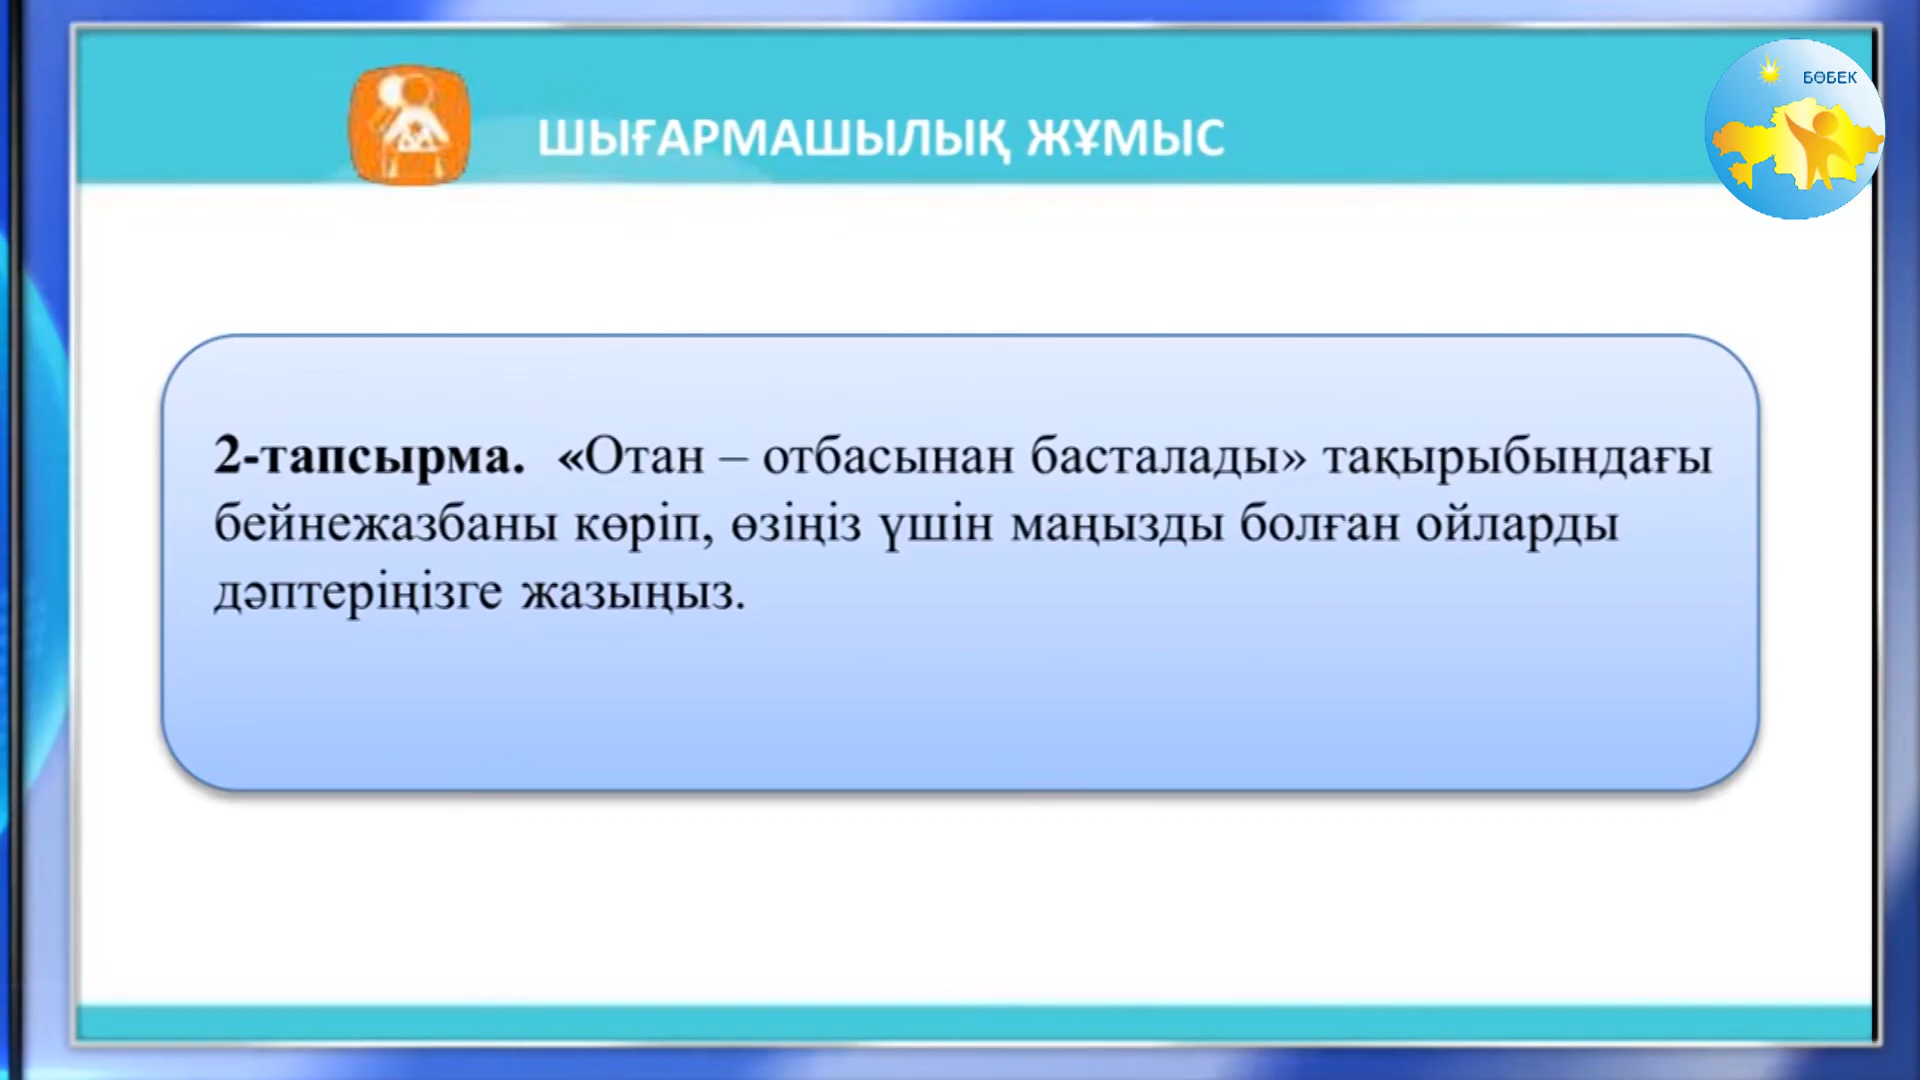 БӨБЕК
ШЫҒАРМАШЫЛЫҚ ЖҰМЫС
2-тапсырма. «Отан – отбасынан басталады» тақырыбындағы
бейнежазбаны көріп, өзіңіз үшін маңызды болған ойларды
дәптеріңізге жазыңыз.